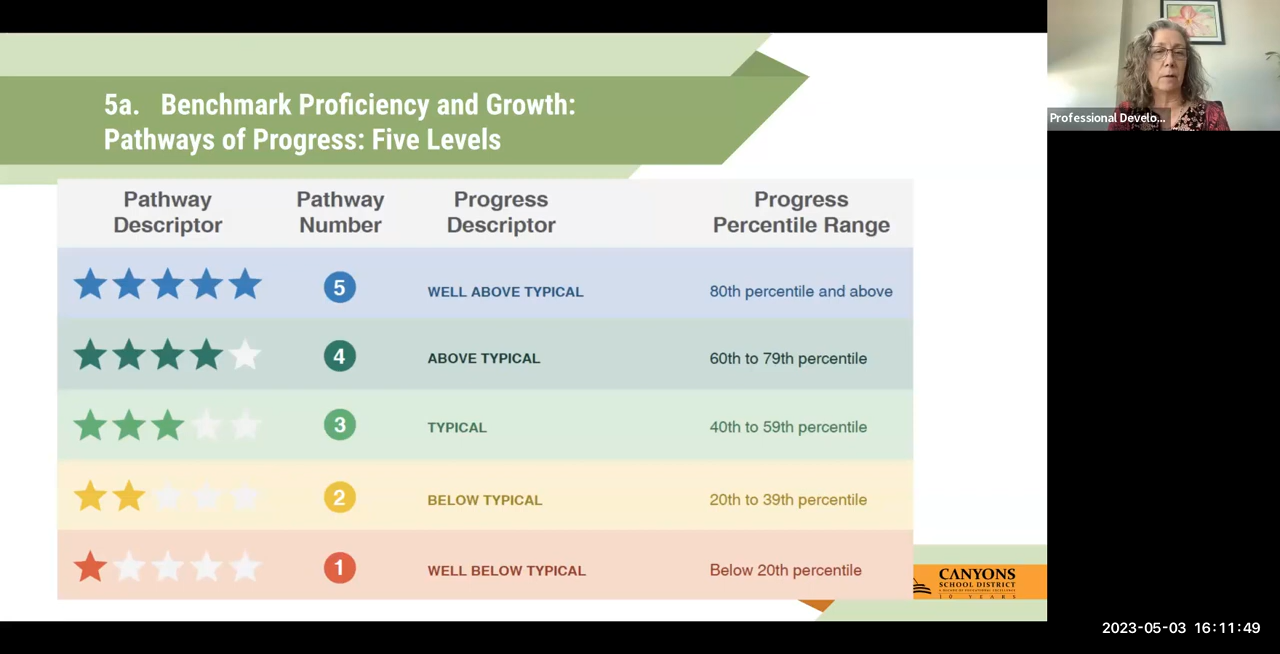 5a. Benchmark Proficiency and Growth:
Pathways of Progress: Five Levels
Pathway Descriptor
Pathway Number
Progress Descriptor
Progress Percentile Range
5 WELL ABOVE TYPICAL 80th percentile and above
4 ABOVE TYPICAL 60th to 79th percentile
3 TYPICAL 40th to 59th percentile
2 BELOW TYPICAL 20th to 39th percentile
1 WELL BELOW TYPICAL Below 20th percentile
CANYONS
SCHOOL DISTRICT
10 YEARS
Professional Develo...
2023-05-03 16:11:49